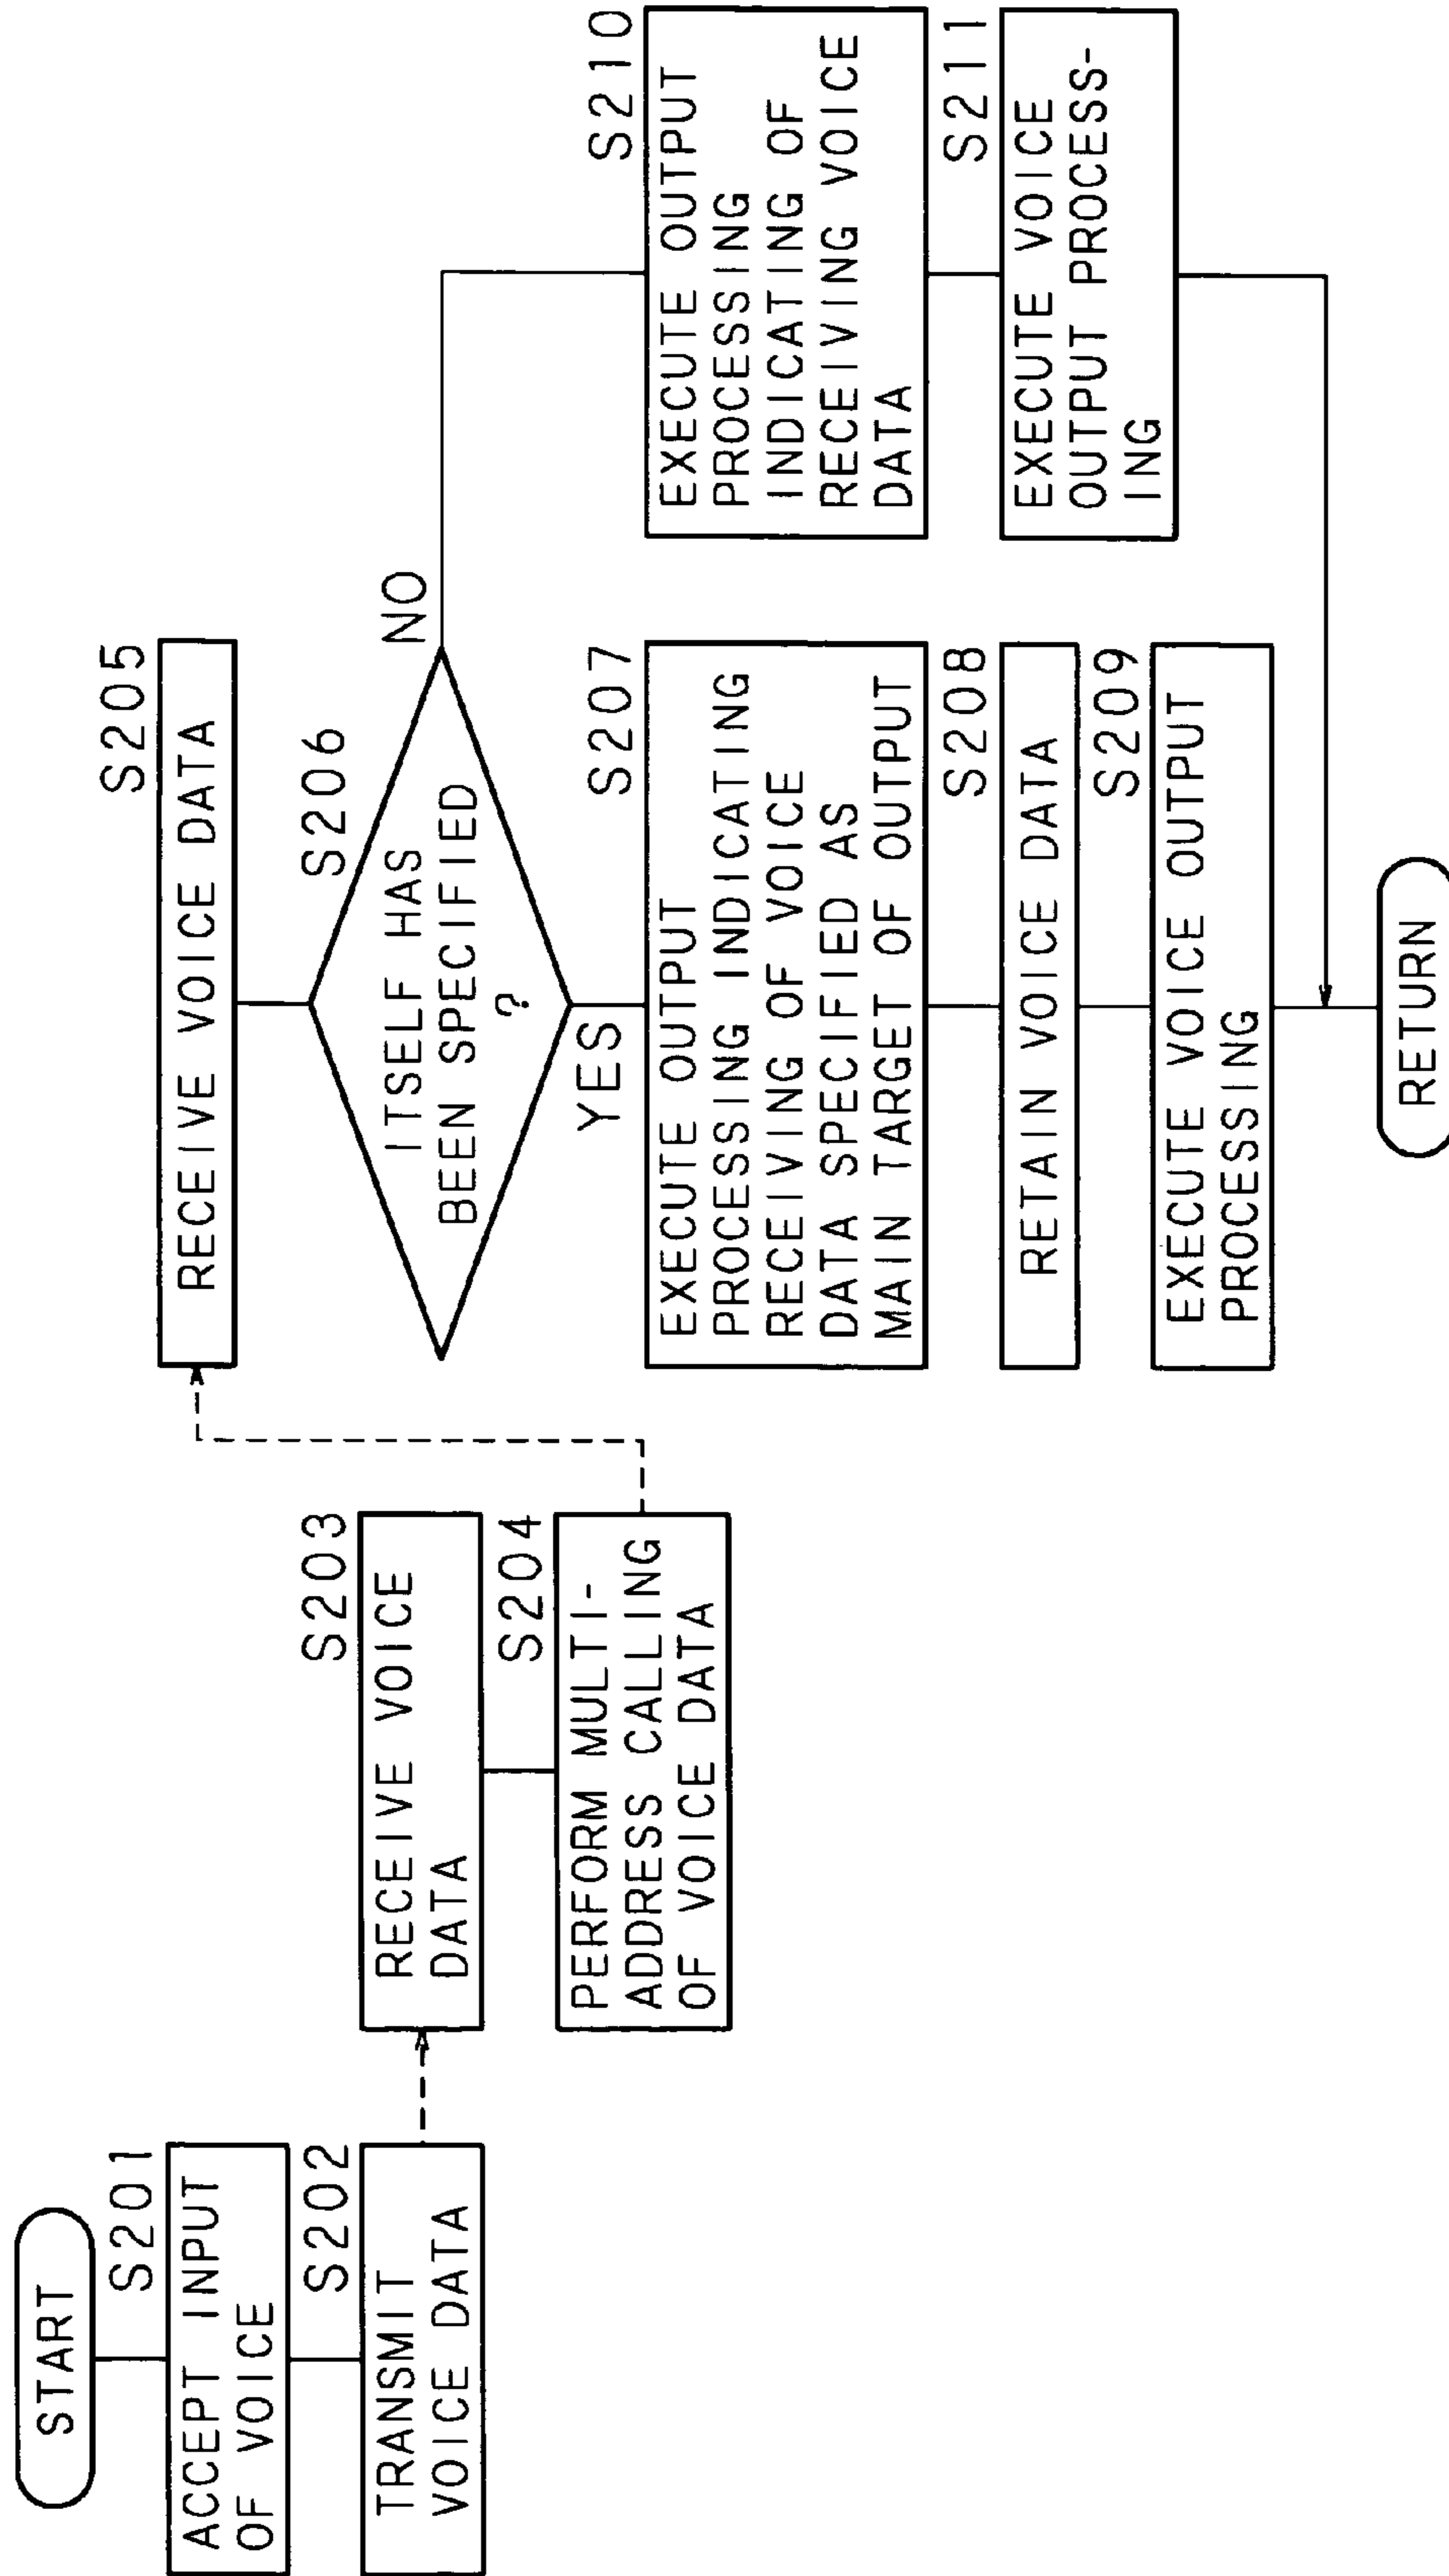 START
S201
ACCEPT INPUT
OF VOICE
S202
TRANSMIT
VOICE DATA
S203
RECEIVE VOICE
DATA
S204
PERFORM MULTI-
ADDRESS CALLING
OF VOICE DATA
S205
RECEIVE VOICE DATA
S206
ITSELF HAS
BEEN SPECIFIED
?
NO
YES
S207
EXECUTE OUTPUT
PROCESSING INDICATING
RECEIVING OF VOICE
DATA SPECIFIED AS
MAIN TARGET OF OUTPUT
S208
RETAIN VOICE DATA
S209
EXECUTE VOICE OUTPUT
PROCESSING
S210
EXECUTE OUTPUT
PROCESSING
INDICATING OF
RECEIVING VOICE
DATA
S211
EXECUTE VOICE
OUTPUT PROCESS-
ING
RETURN